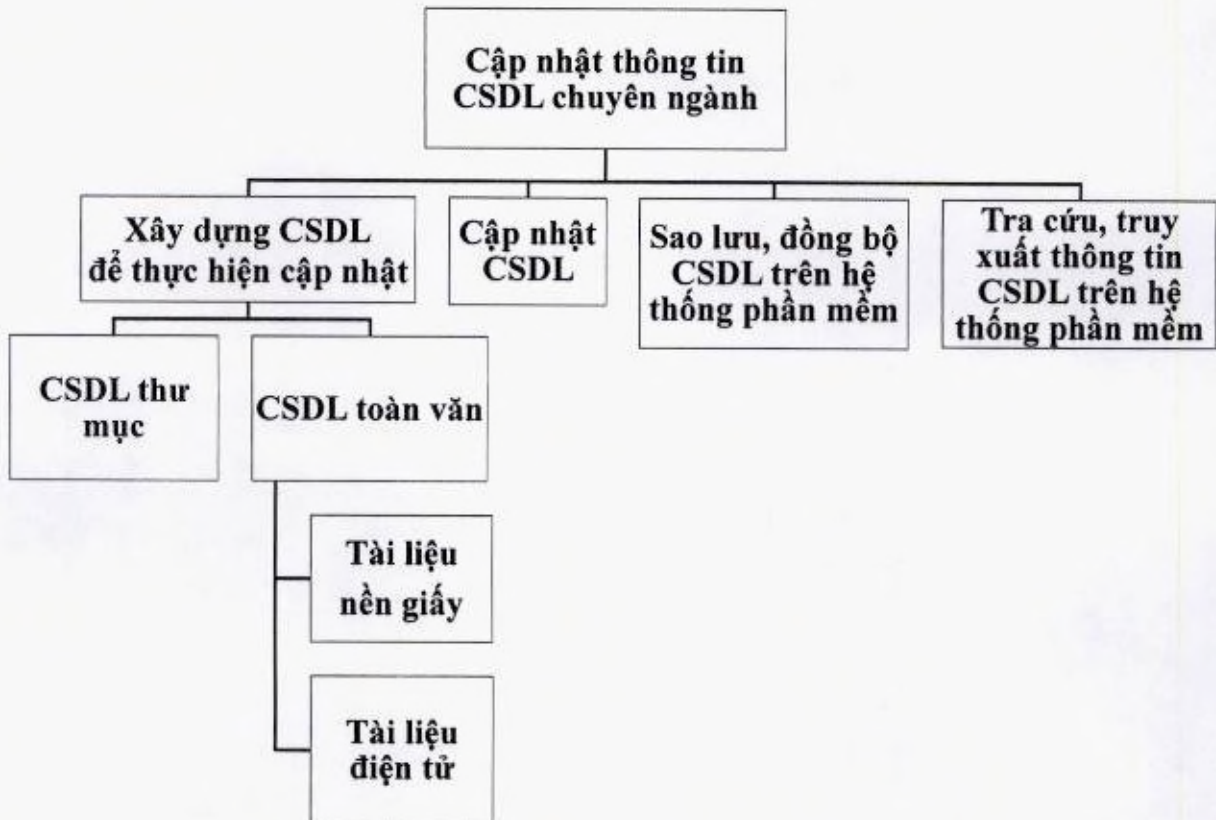 Cập nhật thông tin
CSDL chuyên ngành
Xây dựng CSDL
để thực hiện cập nhật
Cập nhật
CSDL
Sao lưu, đồng bộ
CSDL trên hệ
thống phần mềm
Tra cứu, truy
xuất thông tin
CSDL trên hệ
thống phần mềm
CSDL thư
mục
CSDL toàn văn
Tài liệu
nền giấy
Tài liệu
điện tử